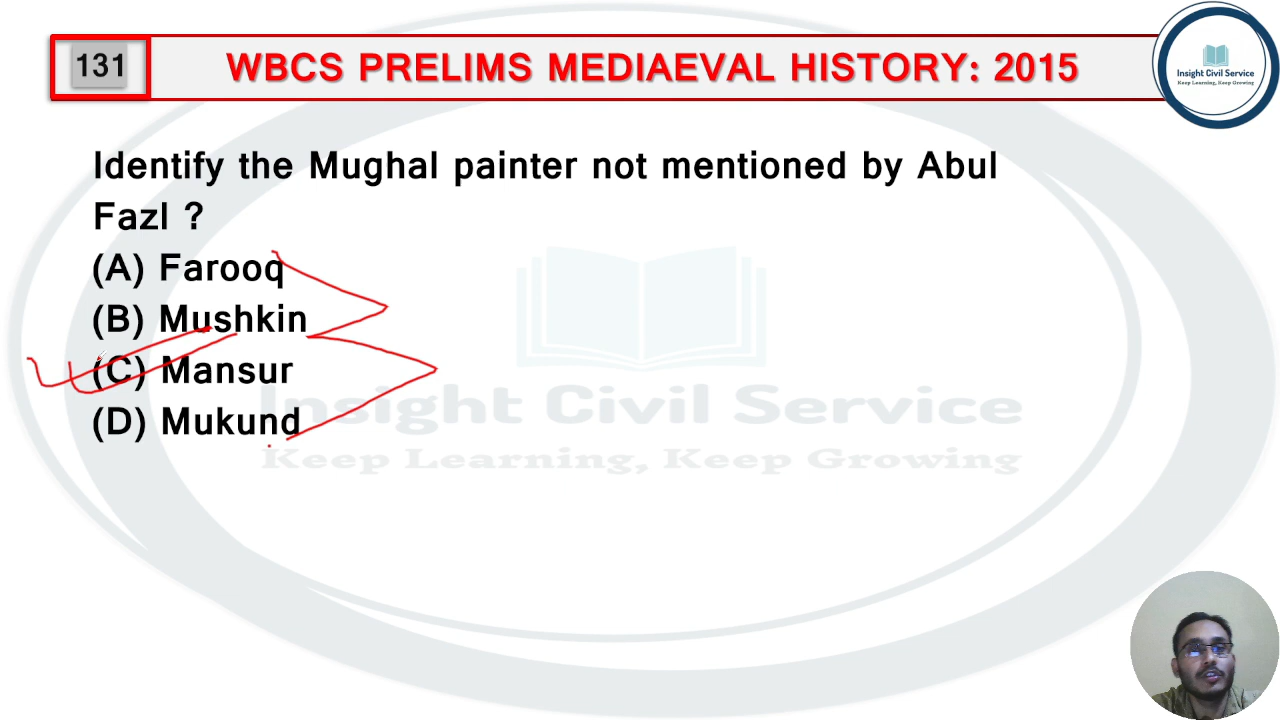 131
WBCS PRELIMS MEDIAEVAL HISTORY: 2015
Insight Civil Service
Keep Learning, Keep Growing
Identify the Mughal painter not mentioned by Abul
Fazl ?
(A) Farooq
(B) Mushkin
(C) Mansur
(D) Mukund
Insight Civil Service
Keep Learning, Keep Growing